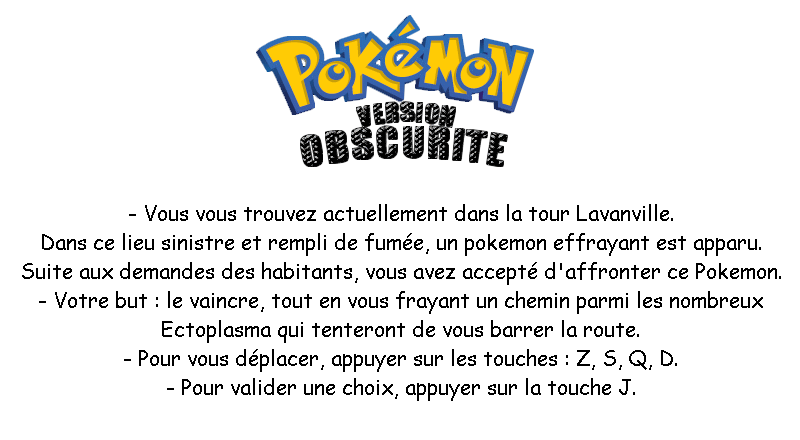 POKÉMON
VERSION
OBSCURITE
- Vous vous trouvez actuellement dans la tour Lavanville.
Dans ce lieu sinistre et rempli de fumée, un pokemon effrayant est apparu.
Suite aux demandes des habitants, vous avez accepté d'affronter ce Pokemon.
- Votre but : le vaincre, tout en vous frayant un chemin parmi les nombreux
Ectoplasma qui tenteront de vous barrer la route.
- Pour vous déplacer, appuyer sur les touches : Z, S, Q, D.
- Pour valider une choix, appuyer sur la touche J.